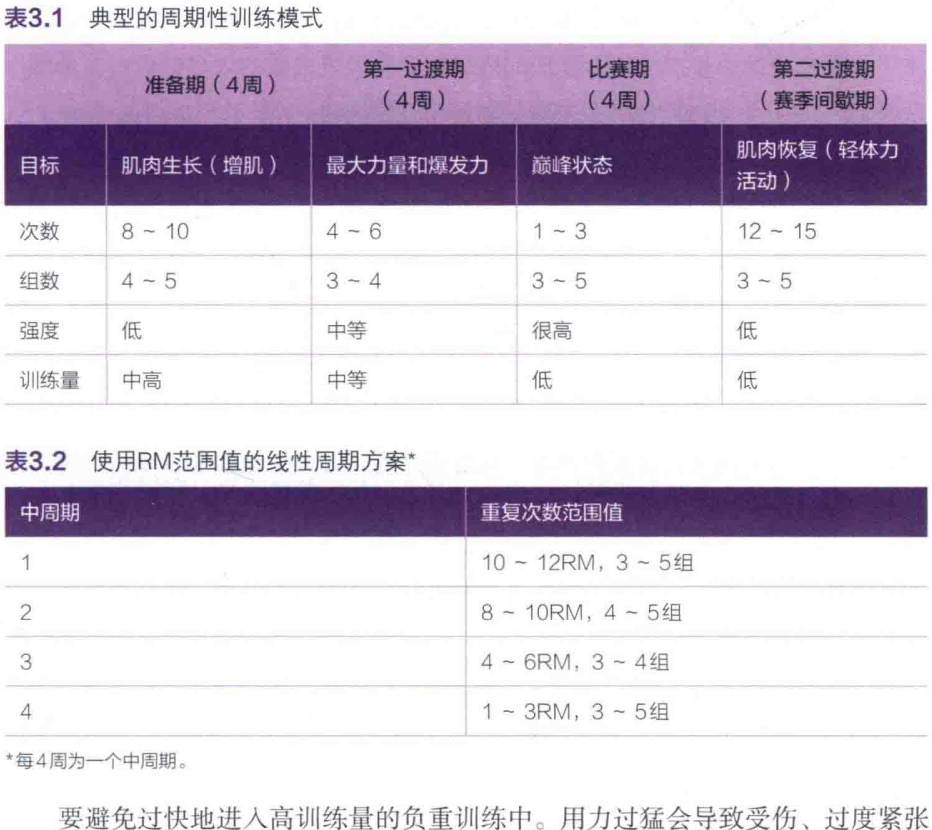 表3.1 典型的周期性训练模式
准备期（4周） 第一过渡期（4周） 比赛期（4周） 第二过渡期（赛季间歇期）
目标 肌肉生长（增肌） 最大力量和爆发力 巅峰状态 肌肉恢复（轻体力活动）
次数 8 ~ 10 4 ~ 6 1 ~ 3 12 ~ 15
组数 4 ~ 5 3 ~ 4 3 ~ 5 3 ~ 5
强度 低 中等 很高 低
训练量 中高 中等 低 低
表3.2 使用RM范围值的线性周期方案*
中周期 重复次数范围值
1 10 ~ 12RM，3 ~ 5组
2 8 ~ 10RM，4 ~ 5组
3 4 ~ 6RM，3 ~ 4组
4 1 ~ 3RM，3 ~ 5组
*每4周为一个中周期。
要避免过快地进入高训练量的负重训练中。用力过猛会导致受伤、过度紧张